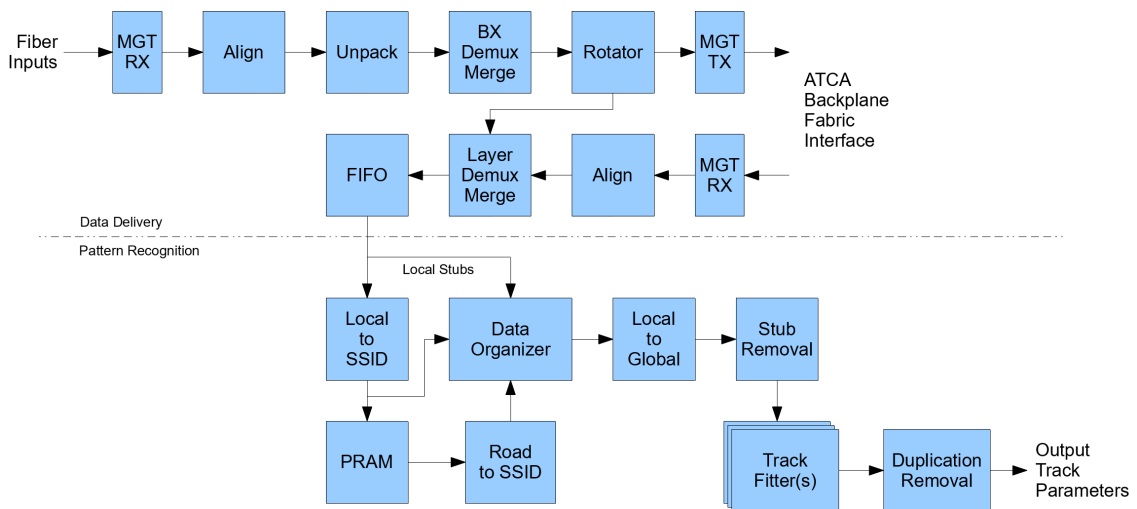 Fiber
Inputs
MGT
RX
Align
Unpack
BX
Demux
Merge
Rotator
MGT
TX
ATCA
Backplane
Fabric
Interface
FIFO
Layer
Demux
Merge
Align
MGT
RX
Data Delivery
Pattern Recognition
Local Stubs
Local
to
SSID
Data
Organizer
Local
to
Global
Stub
Removal
PRAM
Road
to SSID
Track
Fitter(s)
Duplication
Removal
Output
Track
Parameters